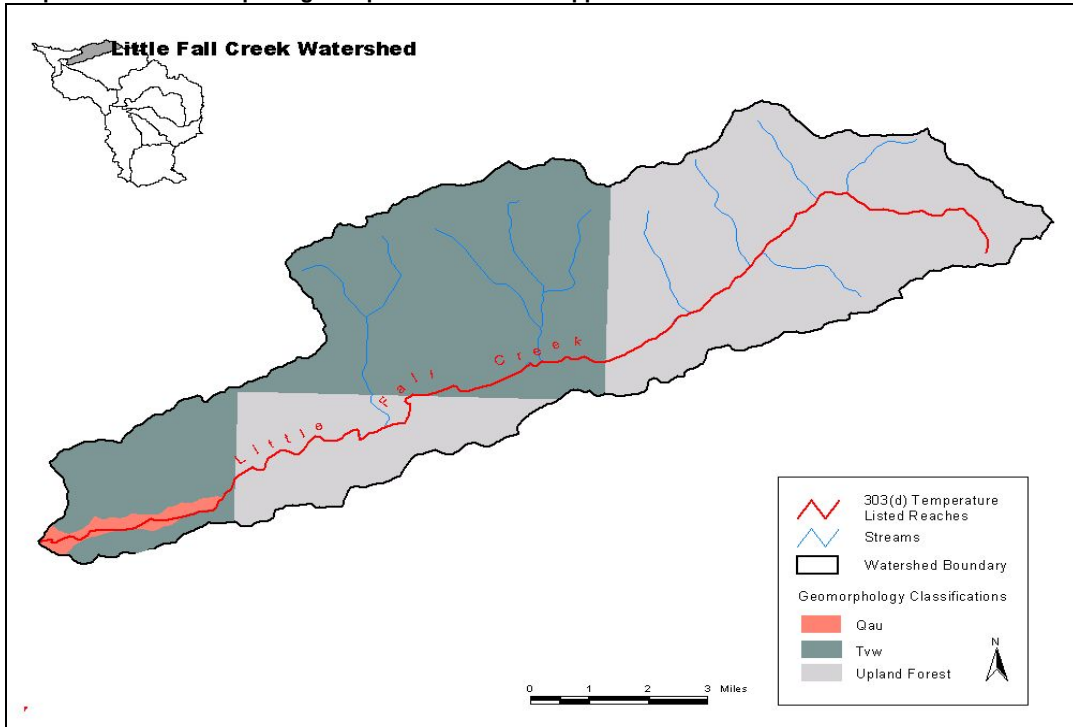 Little Fall Creek Watershed
Little Fall Creek
303(d) Temperature
Listed Reaches
Streams
Watershed Boundary
Geomorphology Classifications
Qau
Tvw
Upland Forest
N
0 1 2 3 Miles